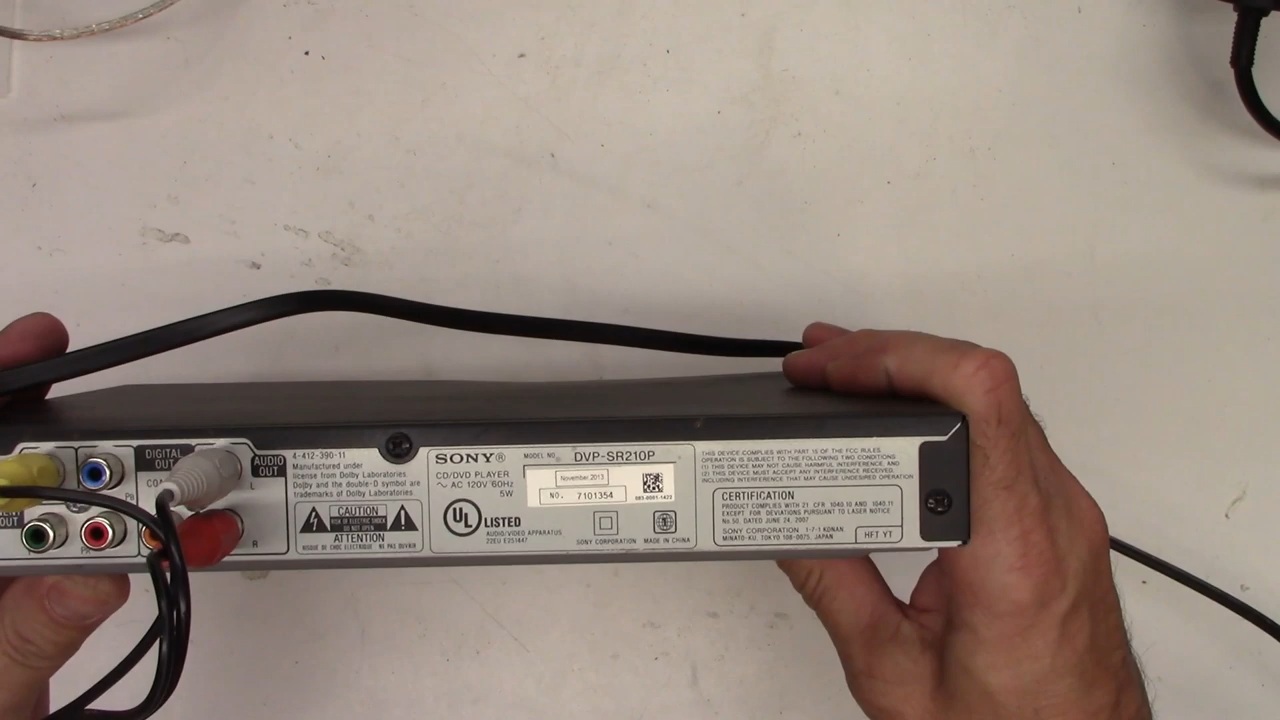 DIGITAL
OUT
AUDIO
OUT
L
R
PB
4-412-390-11
Manufactured under
license from Dolby Laboratories
Dolby and the double-D symbol are
trademarks of Dolby Laboratories
CAUTION
RISK OF ELECTRIC SHOCK
DO NOT OPEN
ATTENTION
RISQUE DE CHOC ELECTRIQUE NE PAS OUVRIR
SONY®
CD/DVD PLAYER
AC 120V 60Hz
5W
UL
LISTED
AUDIO/VIDEO APPARATUS
22EU E251447
MODEL NO. DVP-SR210P
November.2013
NO. 7101354
SONY CORPORATION
MADE IN CHINA
THIS DEVICE COMPLIES WITH PART 15 OF THE FCC RULES
OPERATION IS SUBJECT TO THE FOLLOWING TWO CONDITIONS
(1) THIS DEVICE MAY NOT CAUSE HARMFUL INTERFERENCE, AND
(2) THIS DEVICE MUST ACCEPT ANY INTERFERENCE RECEIVED,
INCLUDING INTERFERENCE THAT MAY CAUSE UNDESIRED OPERATION
CERTIFICATION
PRODUCT COMPLIES WITH 21 CFR 1040.10 AND 1040.11
EXCEPT FOR DEVIATIONS PURSUANT TO LASER NOTICE
No.50, DATED JUNE 24, 2007
SONY CORPORATION 1-7-1 KONAN
MINATO-KU, TOKYO 108-0075, JAPAN
HFT YT